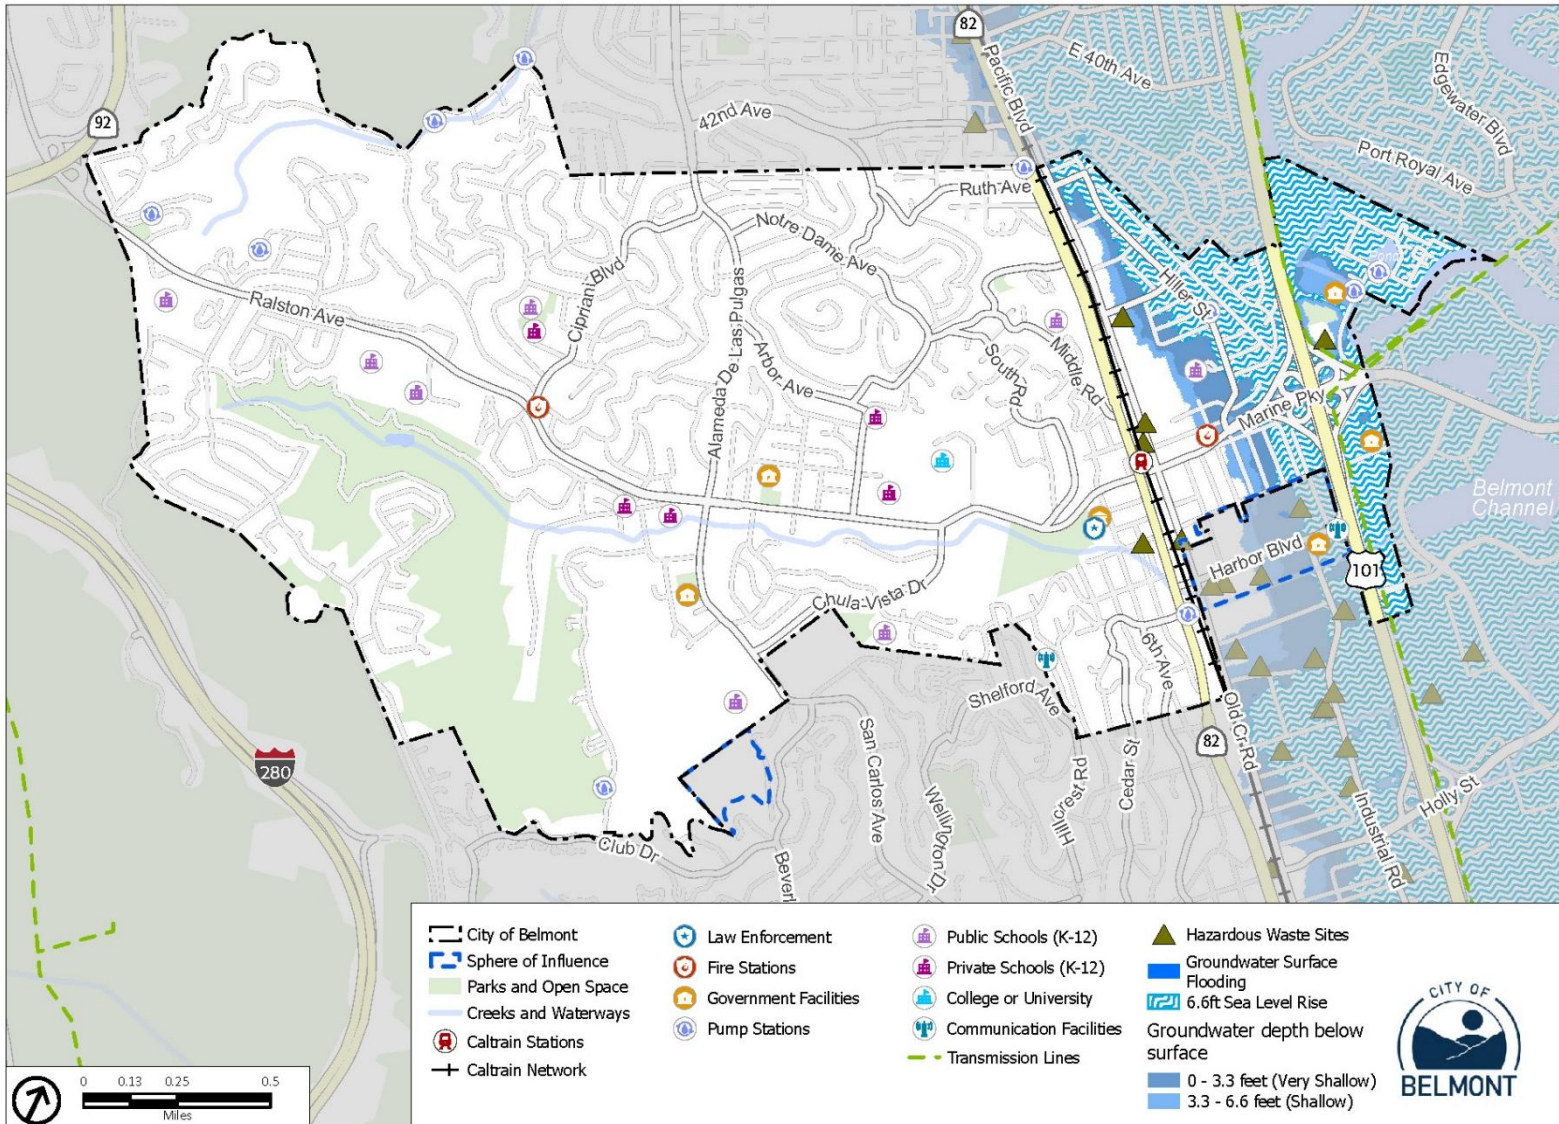 82
Pacific Blvd
E 40th Ave
Edgewater Blvd
92
42nd Ave
Port Royal Ave
Ruth Ave
Notre Dame Ave
Cipriani Blvd
Hiller St
Ralston Ave
Alameda De Las Pulgas
Arbor Ave
South Rd
Middle Rd
Marine Pky
Belmont
Channel
Harbor Blvd
101
Chula Vista Dr
6th Ave
Shelford Ave
Old Cr Rd
82
San Carlos Ave
Wellington Dr
Hillcrest Rd
Cedar St
280
Industrial Rd
Holly St
Club Dr
Beverl
City of Belmont
Sphere of Influence
Parks and Open Space
Creeks and Waterways
Caltrain Stations
Caltrain Network
Law Enforcement
Fire Stations
Government Facilities
Pump Stations
Public Schools (K-12)
Private Schools (K-12)
College or University
Communication Facilities
Transmission Lines
Hazardous Waste Sites
Groundwater Surface
Flooding
6.6ft Sea Level Rise
Groundwater depth below
surface
0 - 3.3 feet (Very Shallow)
3.3 - 6.6 feet (Shallow)
CITY OF
BELMONT
0 0.13 0.25 0.5
Miles